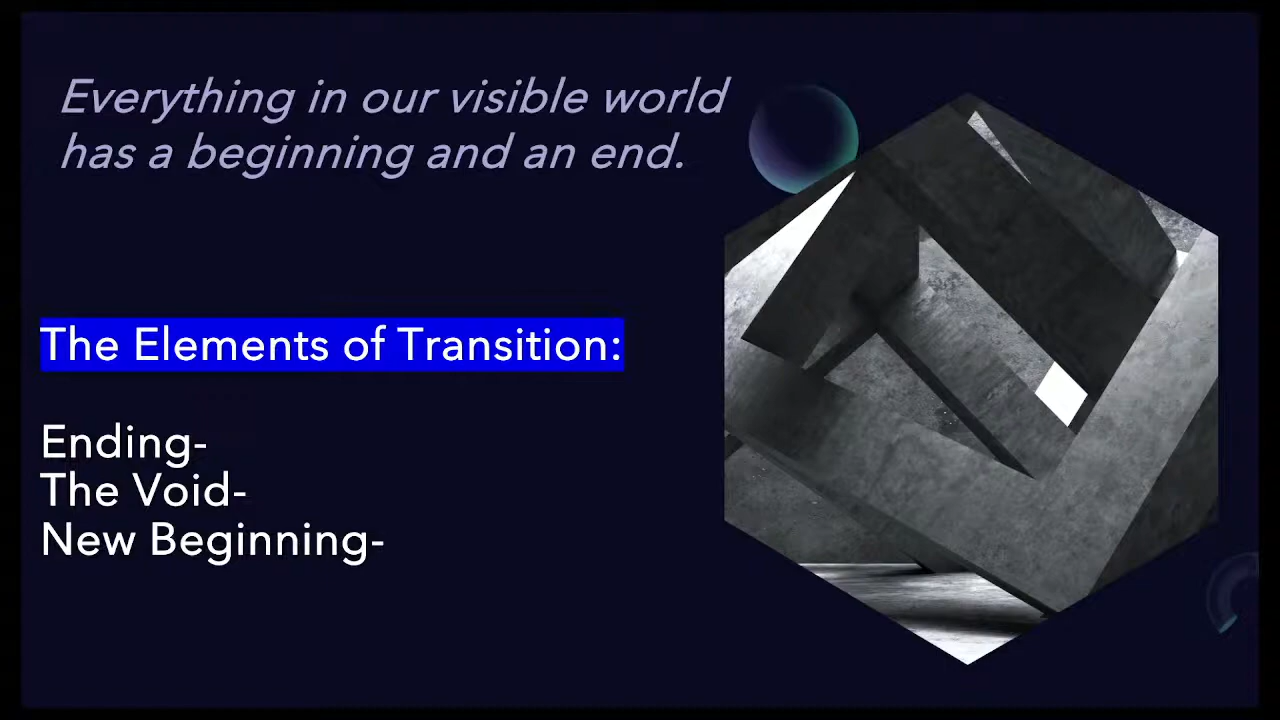 Everything in our visible world
has a beginning and an end.
The Elements of Transition:
Ending-
The Void-
New Beginning-